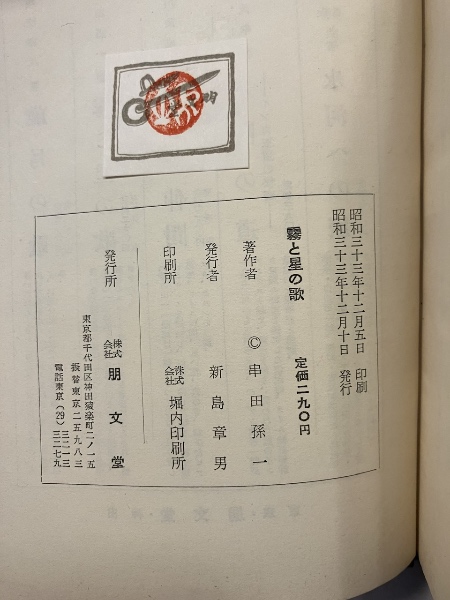 昭和三十三年十二月五日 印刷
昭和三十三年十二月十日 発行
霧と星の歌
定価二九〇円
著作者 © 串田孫一
発行者 新島章男
印刷所 株式会社 堀内印刷所
発行所 株式会社 朋文堂
東京都千代田区神田猿楽町二ノ一五
振替東京二五九八三
電話東京(29) 三二一三
三二七九